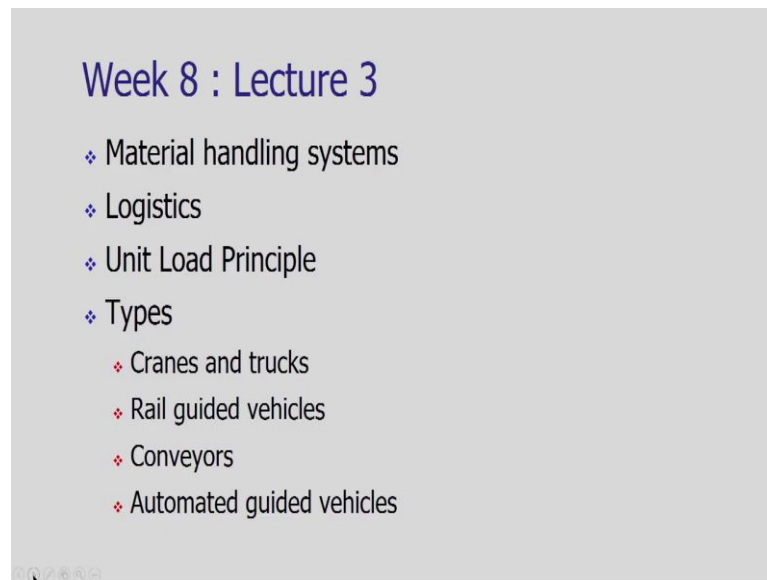 Week 8 : Lecture 3
Material handling systems
Logistics
Unit Load Principle
Types
Cranes and trucks
Rail guided vehicles
Conveyors
Automated guided vehicles